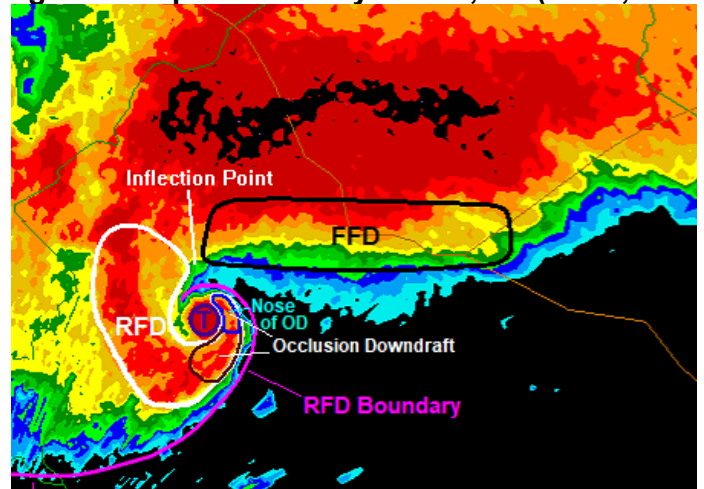 Inflection Point
FFD
Nose
of OD
RFD
T
Occlusion Downdraft
RFD Boundary